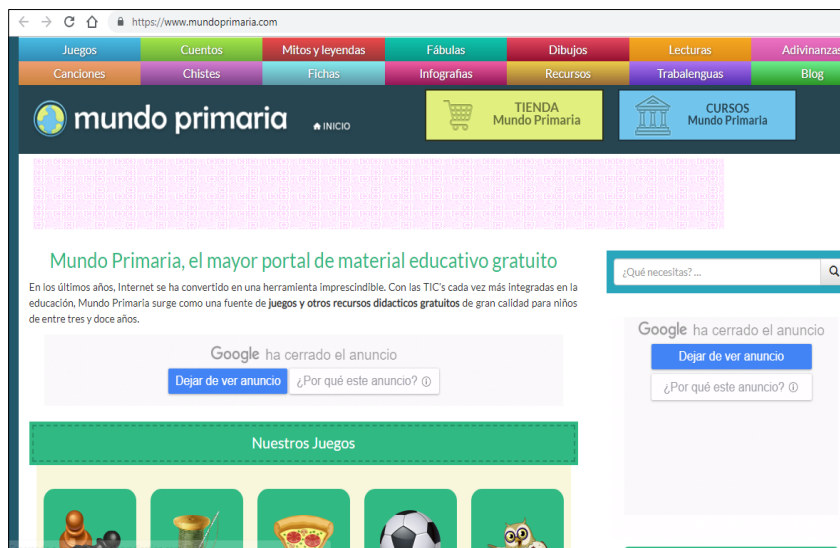 https://www.mundoprimaria.com
Juegos Cuentos Mitos y leyendas Fábulas Dibujos Lecturas Adivinanzas
Canciones Chistes Fichas Infografias Recursos Trabalenguas Blog
mundo primaria INICIO
TIENDA
Mundo Primaria
CURSOS
Mundo Primaria
Mundo Primaria, el mayor portal de material educativo gratuito
En los últimos años, Internet se ha convertido en una herramienta imprescindible. Con las TIC's cada vez más integradas en la
educación, Mundo Primaria surge como una fuente de juegos y otros recursos didacticos gratuitos de gran calidad para niños
de entre tres y doce años.
Google ha cerrado el anuncio
Dejar de ver anuncio ¿Por qué este anuncio?
Nuestros Juegos
¿Qué necesitas? ...
Google ha cerrado el anuncio
Dejar de ver anuncio
¿Por qué este anuncio?